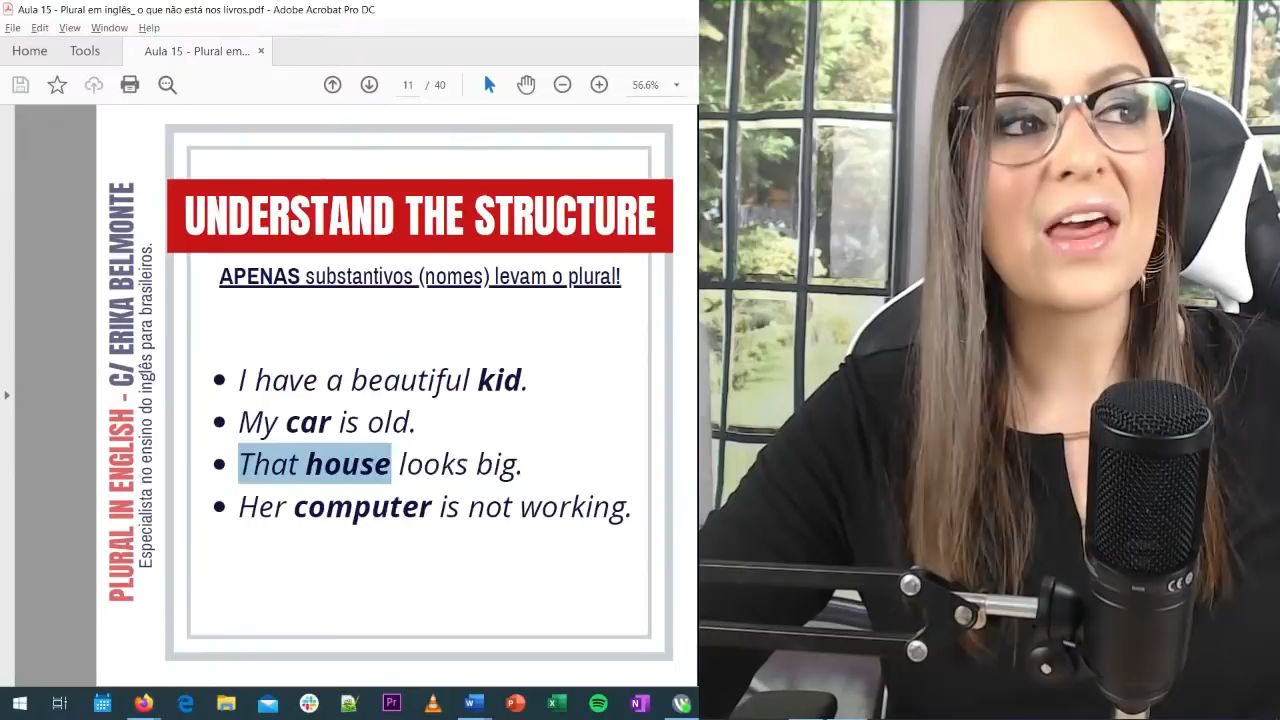 Aula 15 - Plural em inglês_ o que não está nos livros.pdf - Adobe Acrobat Pro DC
File Edit View Window Help
Home Tools Aula 15 - Plural em... ×
11 / 40 56.6%
PLURAL IN ENGLISH - C/ ERIKA BELMONTE
Especialista no ensino do inglês para brasileiros.
UNDERSTAND THE STRUCTURE
APENAS substantivos (nomes) levam o plural!
• I have a beautiful kid.
• My car is old.
• That house looks big.
• Her computer is not working.
CE